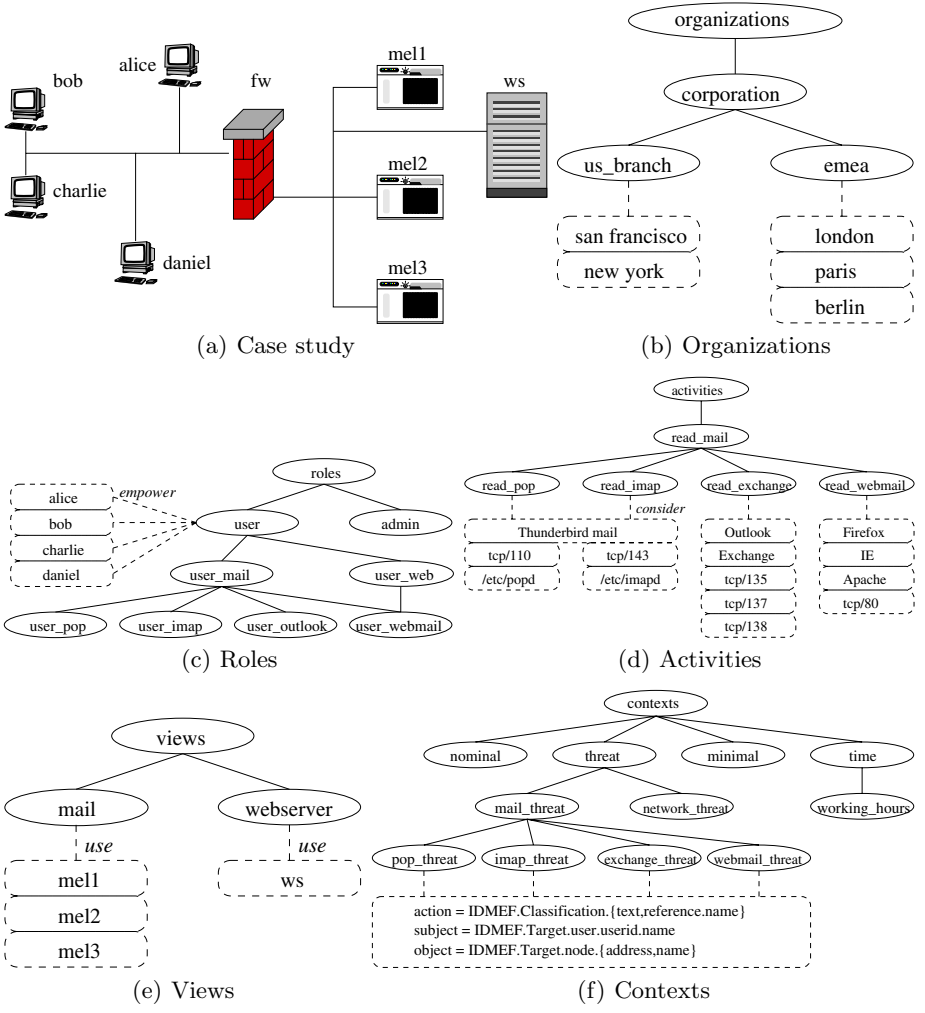 alice
bob
fw
mel1
ws
mel2
charlie
daniel
mel3
(a) Case study
organizations
corporation
us_branch
emea
san francisco
new york
london
paris
berlin
(b) Organizations
roles
empower
alice
bob
charlie
daniel
user
admin
user_mail
user_web
user_pop
user_imap
user_outlook
user_webmail
(c) Roles
activities
read_mail
read_pop
read_imap
read_exchange
read_webmail
consider
Thunderbird mail
tcp/110
/etc/popd
tcp/143
/etc/imapd
Outlook
Exchange
tcp/135
tcp/137
tcp/138
Firefox
IE
Apache
tcp/80
(d) Activities
views
mail
webserver
use
use
mel1
mel2
mel3
ws
(e) Views
contexts
nominal
threat
minimal
time
mail_threat
network_threat
working_hours
pop_threat
imap_threat
exchange_threat
webmail_threat
action = IDMEF.Classification.{text,reference.name}
subject = IDMEF.Target.user.userid.name
object = IDMEF.Target.node.{address,name}
(f) Contexts